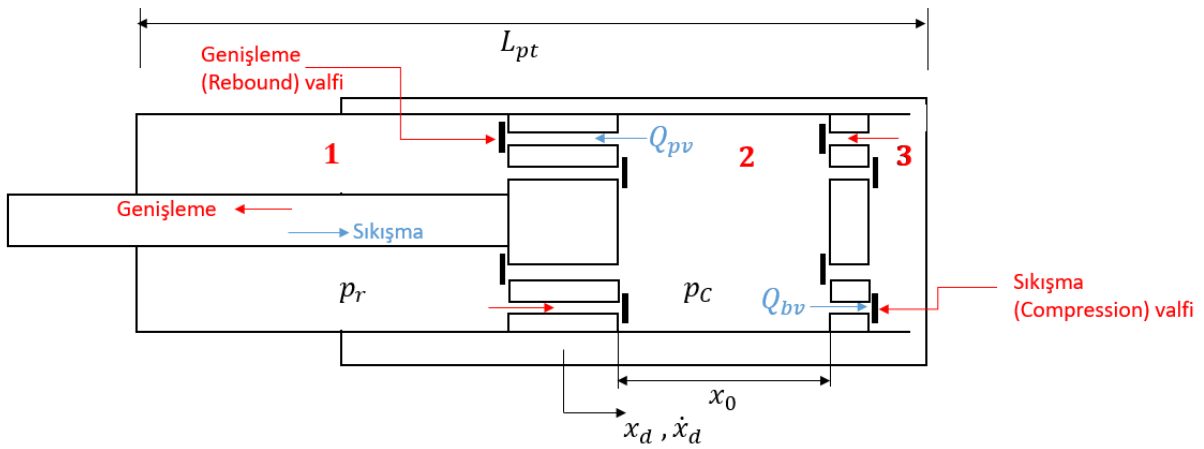 L_pt
Genişleme
(Rebound) valfi
Q_pv
1
2
3
Genişleme
Sıkışma
p_r
p_C
Q_bv
Sıkışma
(Compression) valfi
x_0
x_d , ẋ_d